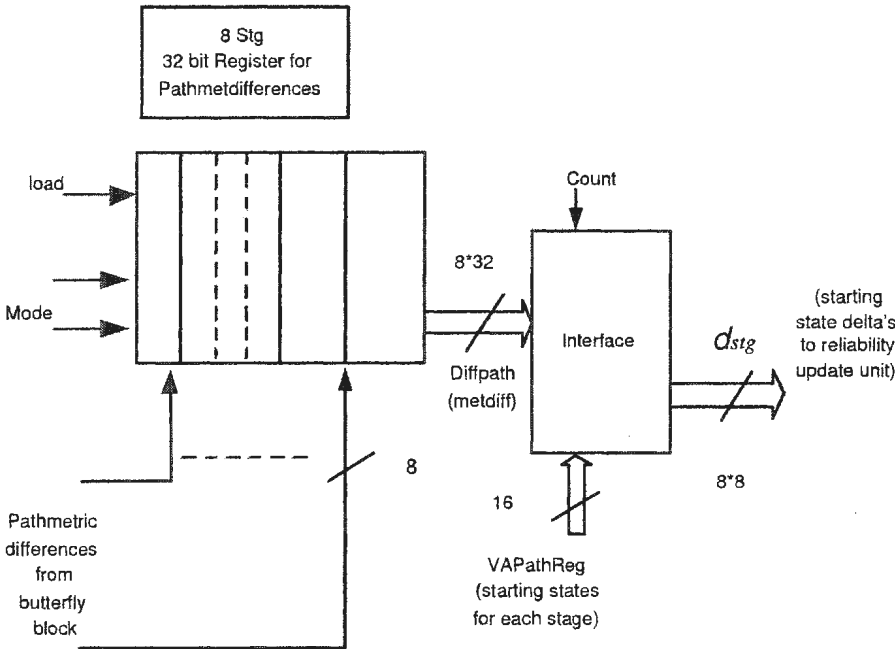 8 Stg
32 bit Register for
Pathmetdifferences
load
Mode
Count
8*32
Diffpath
(metdiff)
Interface
dstg
(starting
state delta's
to reliability
update unit)
8*8
8
16
VAPathReg
(starting states
for each stage)
Pathmetric
differences
from
butterfly
block